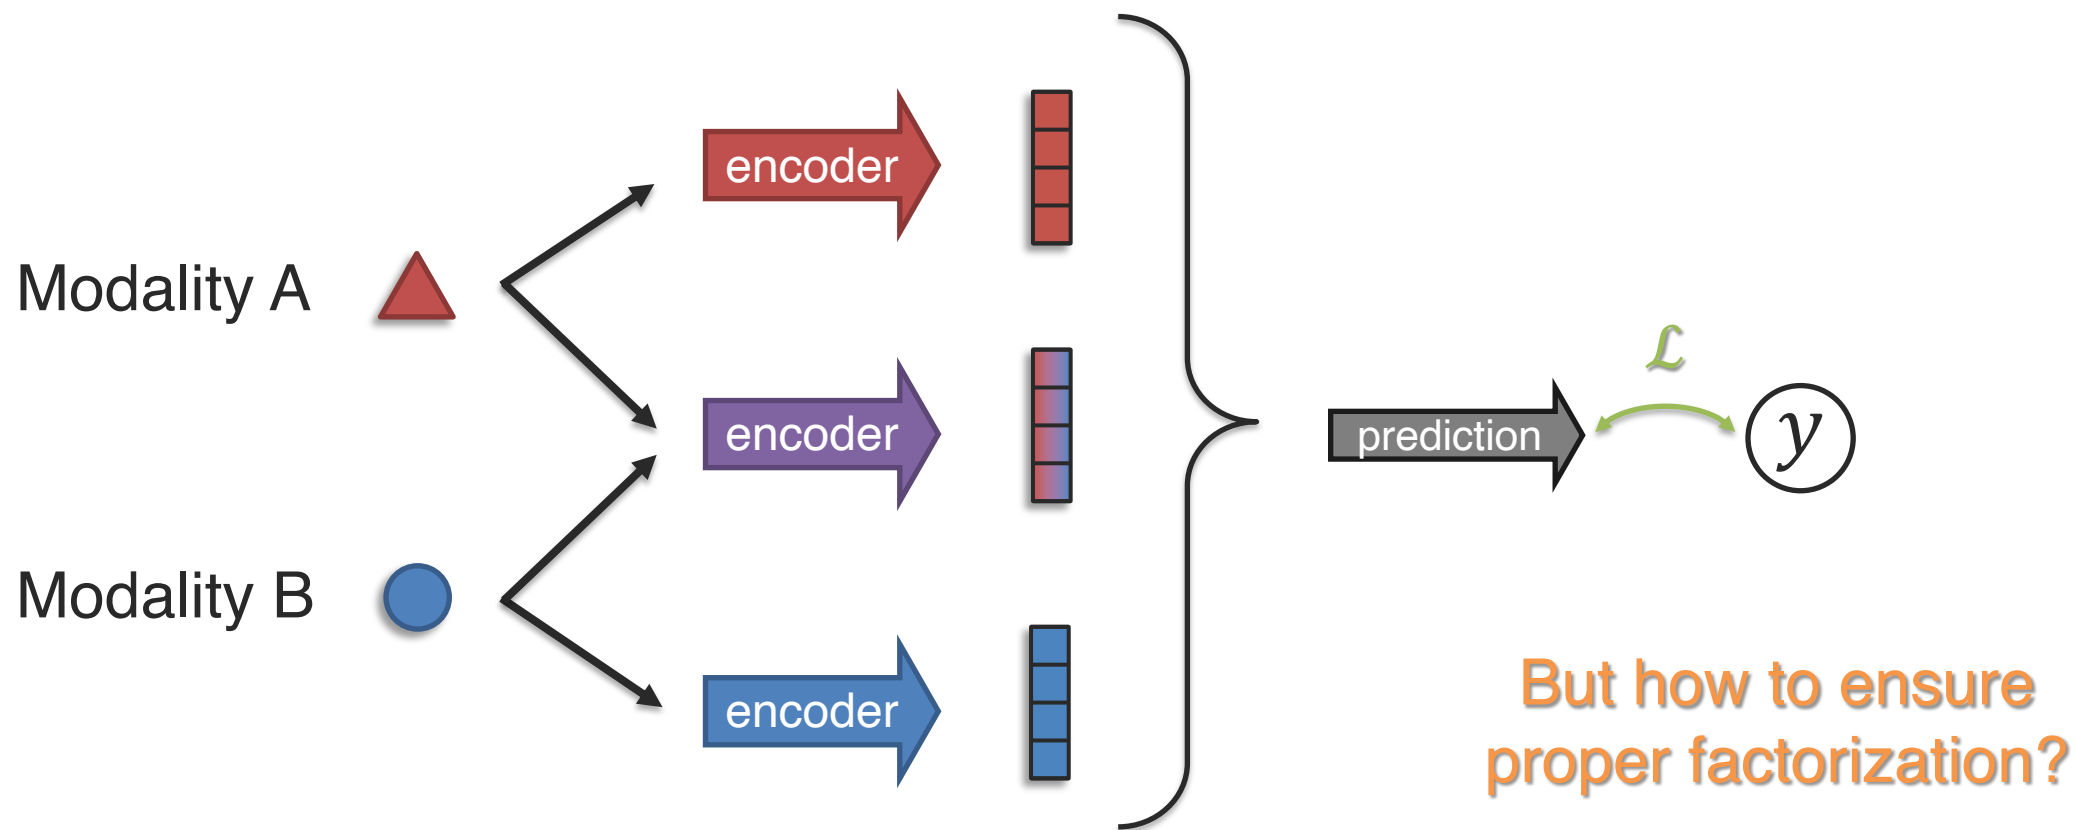 encoder
Modality A
ℒ
encoder
prediction
y
Modality B
encoder
But how to ensure
proper factorization?